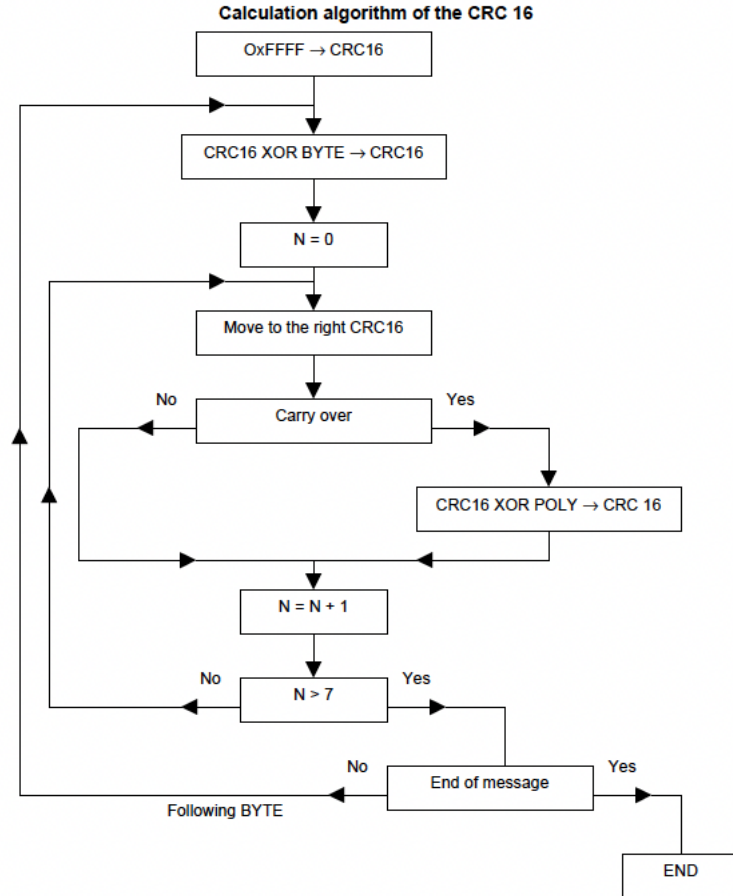 Calculation algorithm of the CRC 16
OxFFFF → CRC16
CRC16 XOR BYTE → CRC16
N = 0
Move to the right CRC16
No
Carry over
Yes
CRC16 XOR POLY → CRC 16
N = N + 1
No
N > 7
Yes
No
End of message
Yes
Following BYTE
END